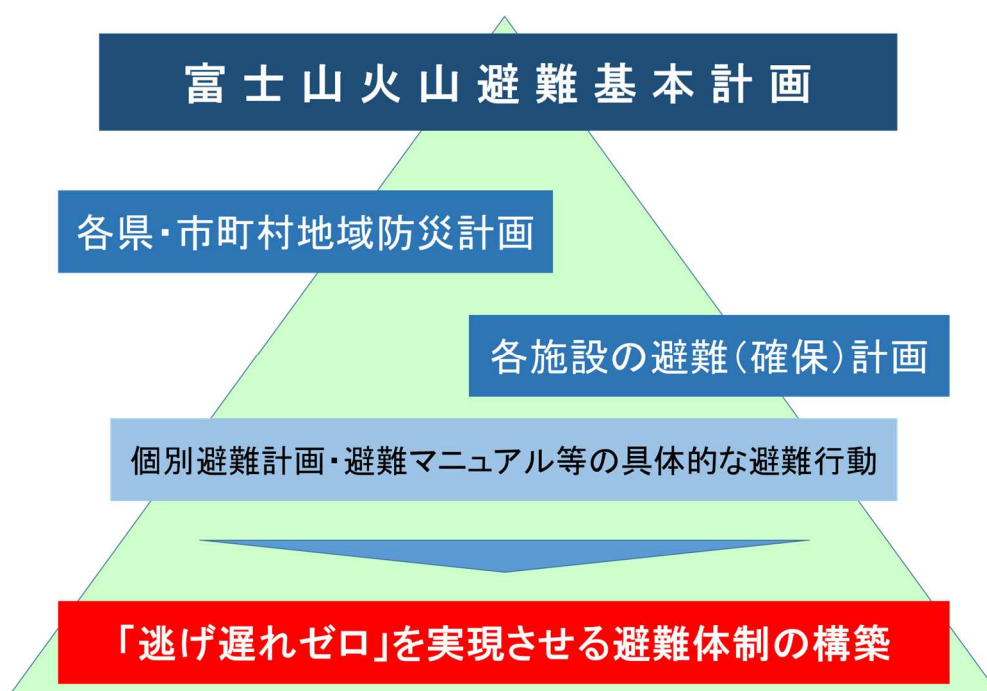 富士山火山避難基本計画
各県・市町村地域防災計画
各施設の避難（確保）計画
個別避難計画・避難マニュアル等の具体的な避難行動
「逃げ遅れゼロ」を実現させる避難体制の構築